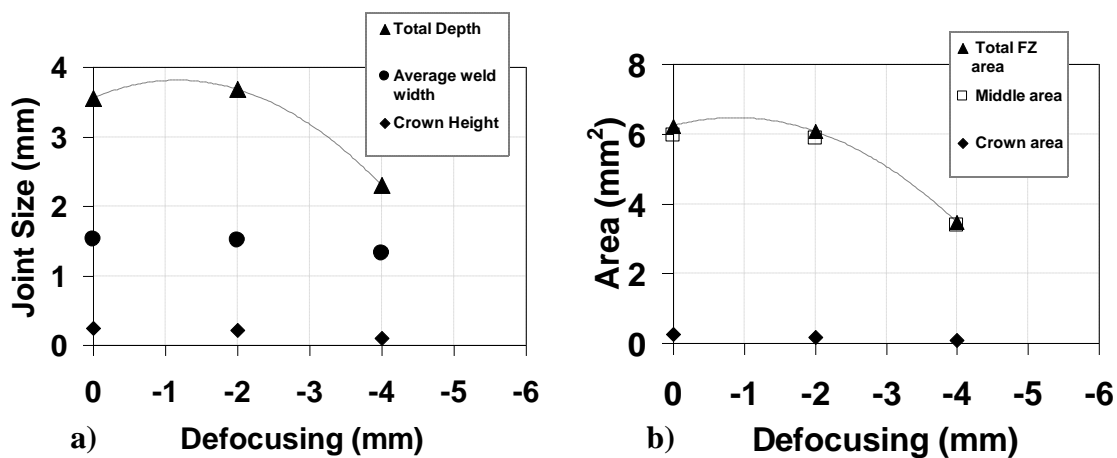 Total Depth
Average weld
width
Crown Height
4
3
2
1
0
Joint Size (mm)
0 -1 -2 -3 -4 -5 -6
a) Defocusing (mm)
Total FZ
area
Middle area
Crown area
8
6
4
2
0
Area (mm²)
0 -1 -2 -3 -4 -5 -6
b) Defocusing (mm)